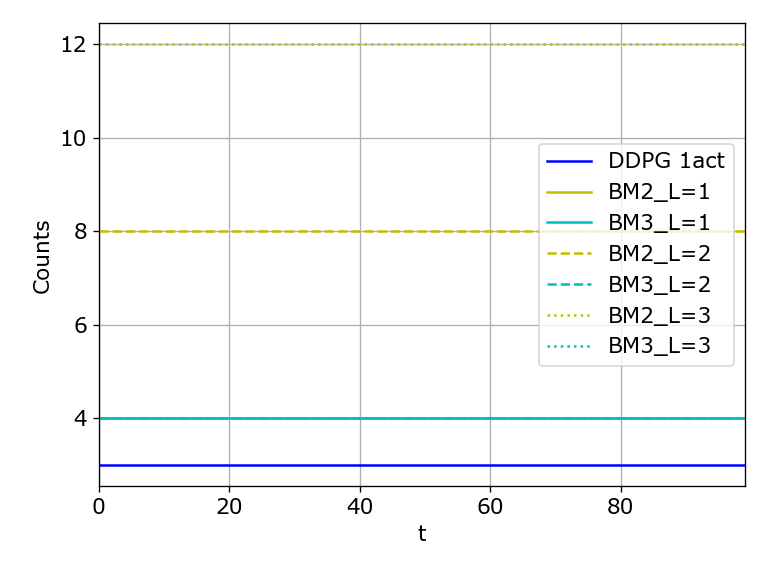 12
10
8
6
4
Counts
0 20 40 60 80
t
DDPG 1act
BM2_L=1
BM3_L=1
BM2_L=2
BM3_L=2
BM2_L=3
BM3_L=3